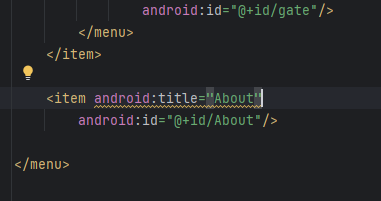 android:id="@+id/gate"/>
</menu>
</item>
<item android:title="About"
android:id="@+id/About"/>
</menu>